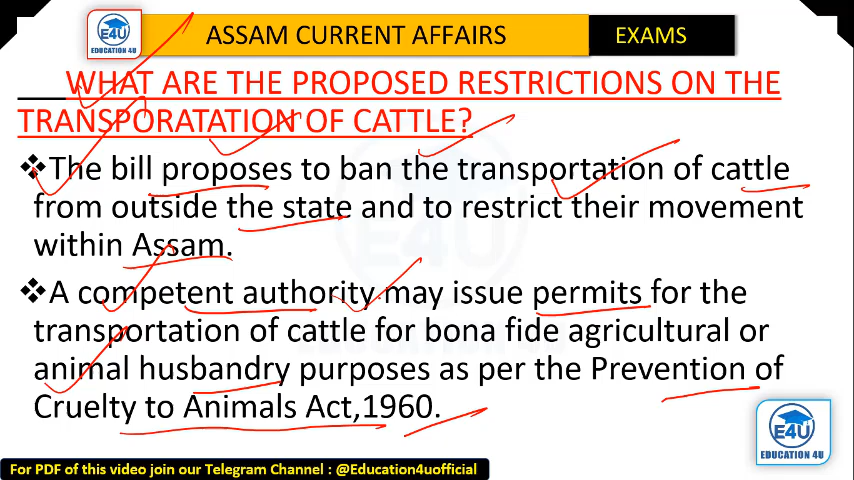 E4U
EDUCATION 4U
ASSAM CURRENT AFFAIRS
EXAMS
WHAT ARE THE PROPOSED RESTRICTIONS ON THE
TRANSPORATATION OF CATTLE?
❖The bill proposes to ban the transportation of cattle
from outside the state and to restrict their movement
within Assam.
❖A competent authority may issue permits for the
transportation of cattle for bona fide agricultural or
animal husbandry purposes as per the Prevention of
Cruelty to Animals Act,1960.
E4U
E4U
EDUCATION 4U
For PDF of this video join our Telegram Channel : @Education4uofficial